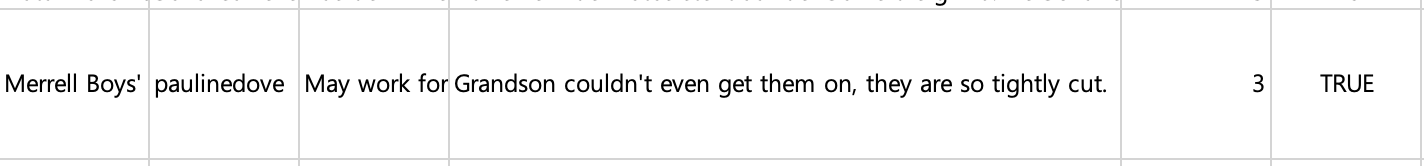 Merrell Boys' paulinedove May work for Grandson couldn't even get them on, they are so tightly cut. 3 TRUE